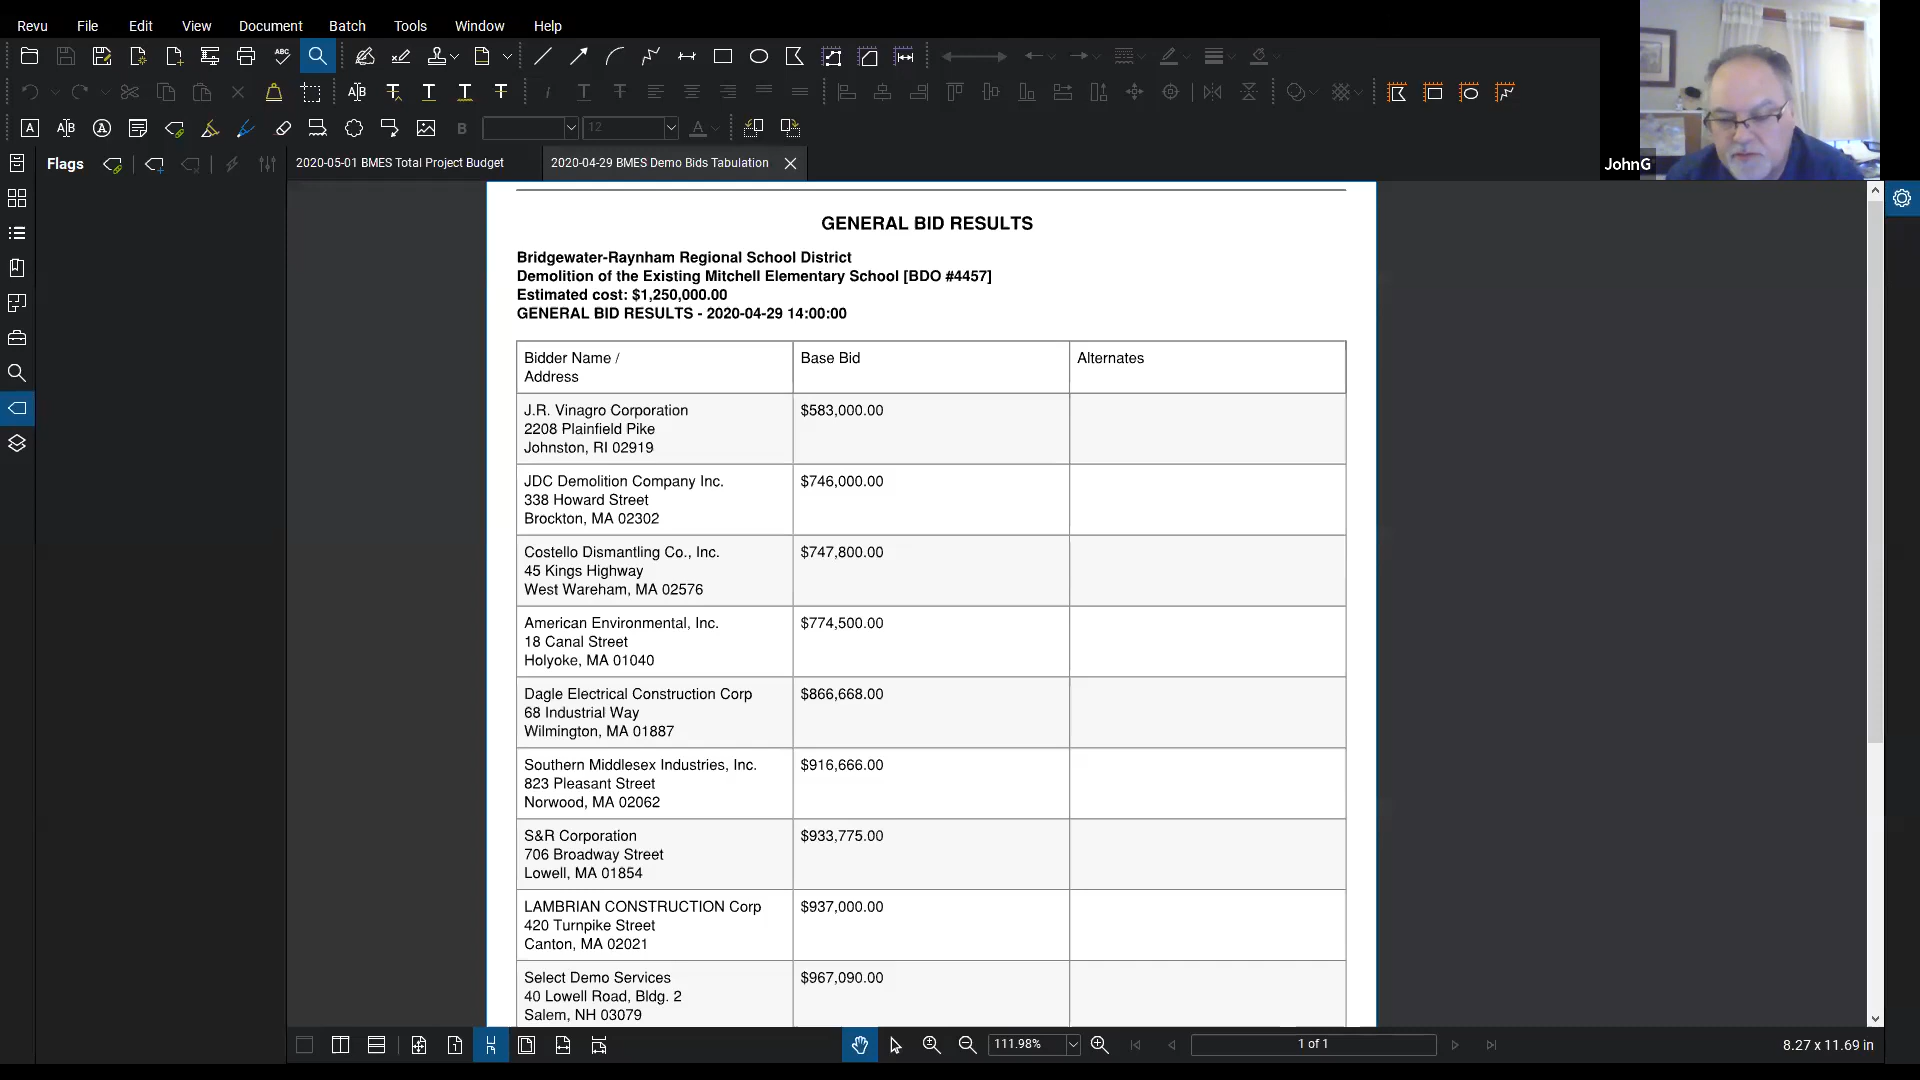 Revu File Edit View Document Batch Tools Window Help
ABC
12
JohnG
Flags
2020-05-01 BMES Total Project Budget
2020-04-29 BMES Demo Bids Tabulation
GENERAL BID RESULTS
Bridgewater-Raynham Regional School District
Demolition of the Existing Mitchell Elementary School [BDO #4457]
Estimated cost: $1,250,000.00
GENERAL BID RESULTS - 2020-04-29 14:00:00
Bidder Name /
Address
Base Bid
Alternates
J.R. Vinagro Corporation
2208 Plainfield Pike
Johnston, RI 02919
$583,000.00
JDC Demolition Company Inc.
338 Howard Street
Brockton, MA 02302
$746,000.00
Costello Dismantling Co., Inc.
45 Kings Highway
West Wareham, MA 02576
$747,800.00
American Environmental, Inc.
18 Canal Street
Holyoke, MA 01040
$774,500.00
Dagle Electrical Construction Corp
68 Industrial Way
Wilmington, MA 01887
$866,668.00
Southern Middlesex Industries, Inc.
823 Pleasant Street
Norwood, MA 02062
$916,666.00
S&R Corporation
706 Broadway Street
Lowell, MA 01854
$933,775.00
LAMBRIAN CONSTRUCTION Corp
420 Turnpike Street
Canton, MA 02021
$937,000.00
Select Demo Services
40 Lowell Road, Bldg. 2
Salem, NH 03079
$967,090.00
111.98%
1 of 1
8.27 x 11.69 in